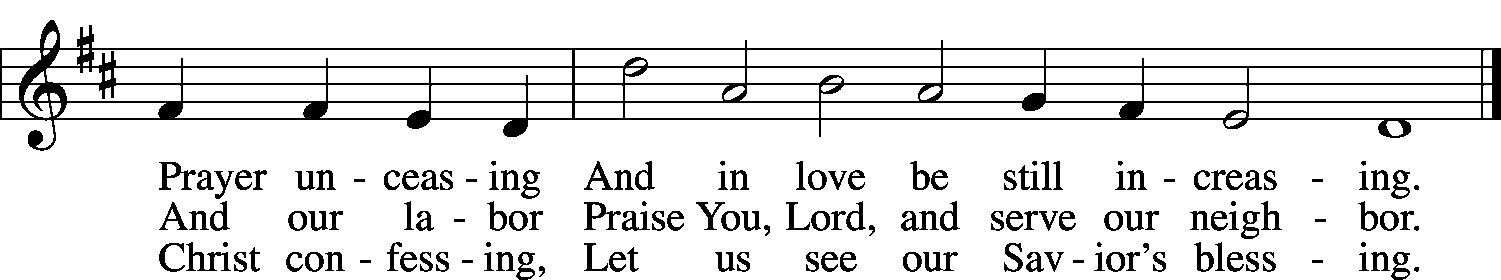 Prayer un - ceas - ing And in love be still in - creas - ing.
And our la - bor Praise You, Lord, and serve our neigh - bor.
Christ con - fess - ing, Let us see our Sav - ior's bless - ing.